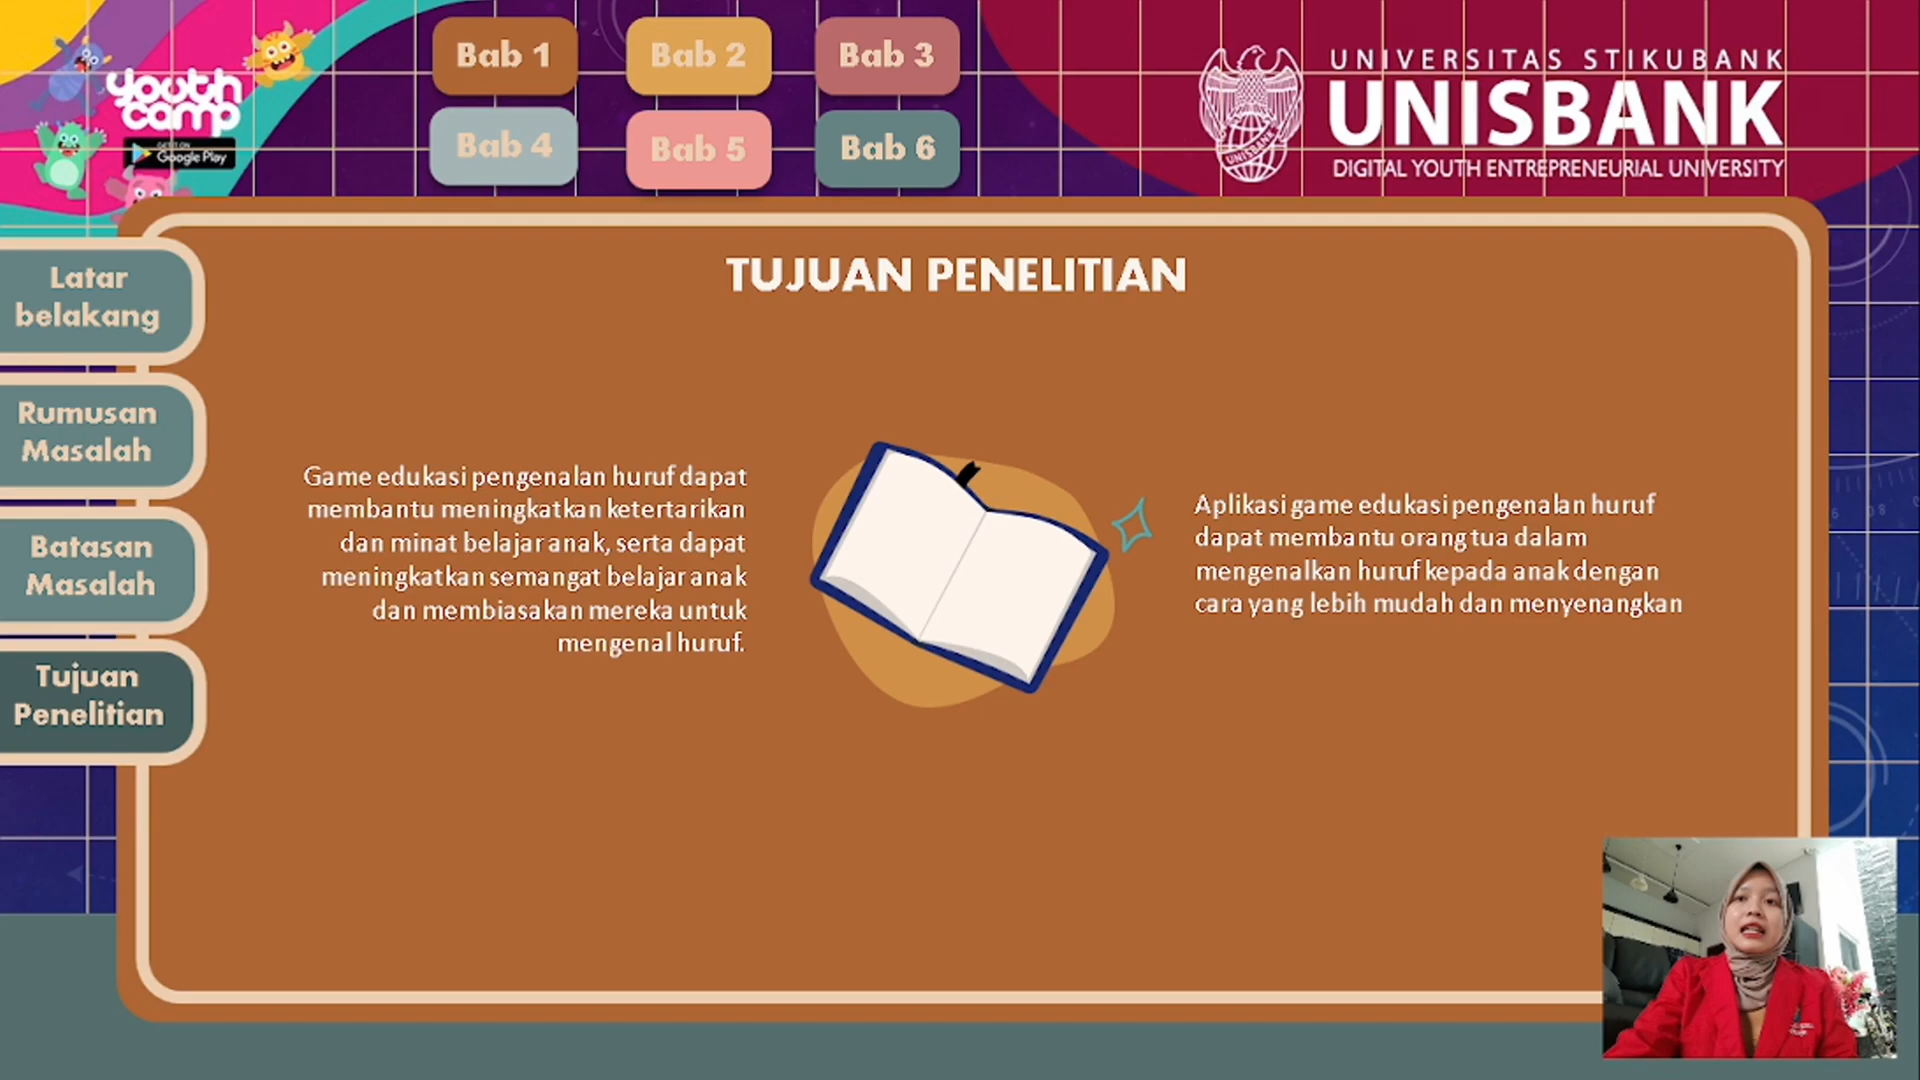 youth
camp
GET IT ON
Google Play
Bab 1
Bab 2
Bab 3
Bab 4
Bab 5
Bab 6
UNISBANK
UNIVERSITAS STIKUBANK
UNISBANK
DIGITAL YOUTH ENTREPRENEURIAL UNIVERSITY
Latar
belakang
Rumusan
Masalah
Batasan
Masalah
Tujuan
Penelitian
TUJUAN PENELITIAN
Game edukasi pengenalan huruf dapat
membantu meningkatkan ketertarikan
dan minat belajar anak, serta dapat
meningkatkan semangat belajar anak
dan membiasakan mereka untuk
mengenal huruf.
Aplikasi game edukasi pengenalan huruf
dapat membantu orang tua dalam
mengenalkan huruf kepada anak dengan
cara yang lebih mudah dan menyenangkan